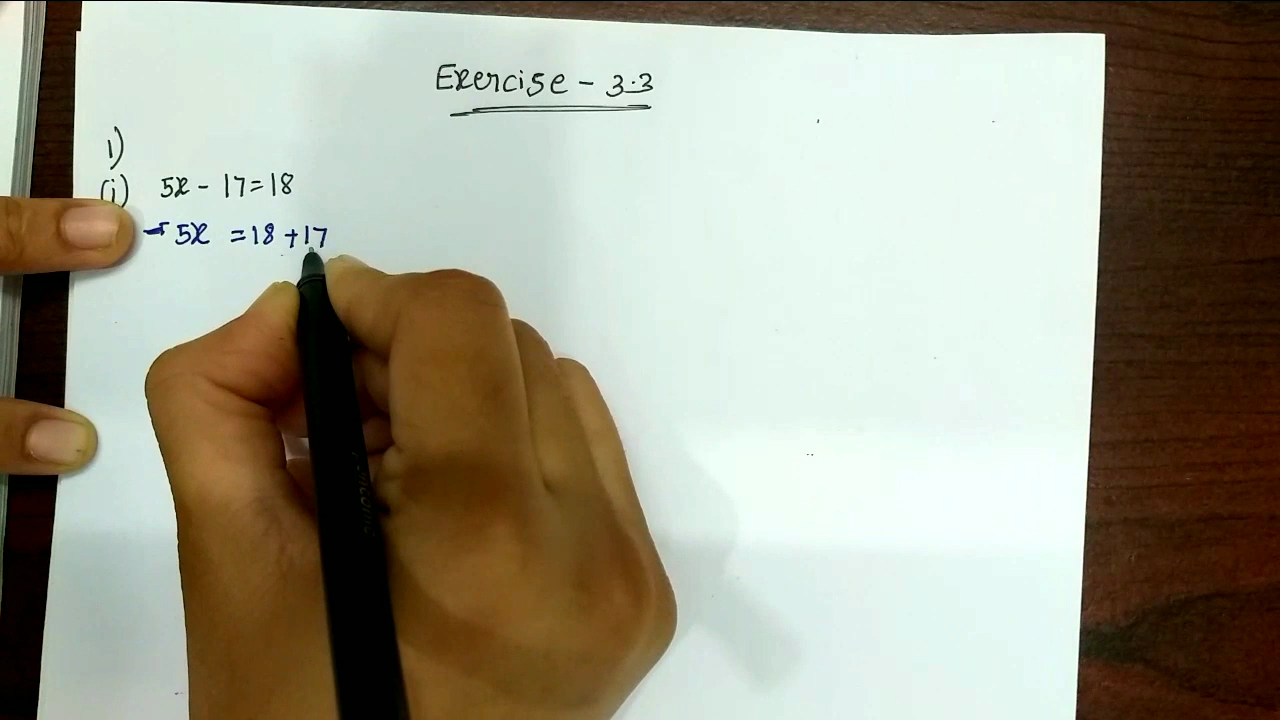 Exercise - 3.3
1)
(i) 5x - 17 = 18
5x = 18 + 17